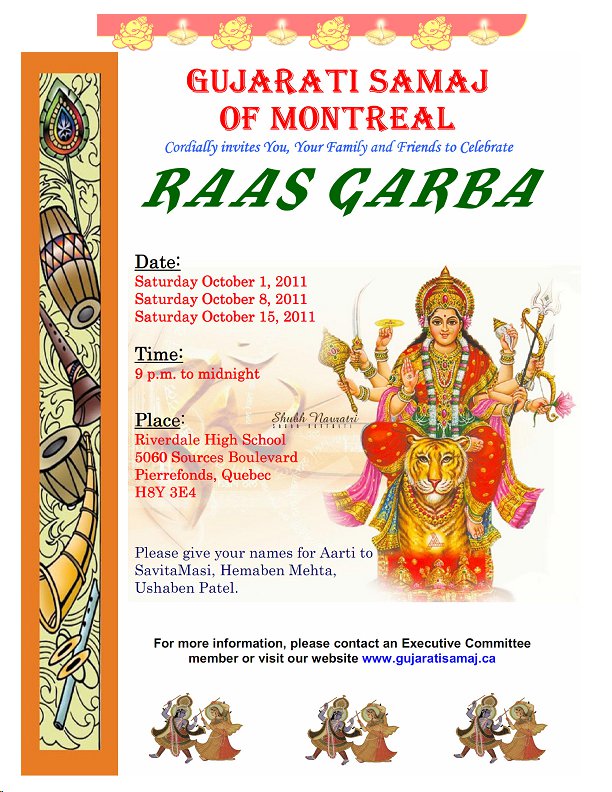 GUJARATI SAMAJ
OF MONTREAL
Cordially invites You, Your Family and Friends to Celebrate
RAAS GARBA
Date:
Saturday October 1, 2011
Saturday October 8, 2011
Saturday October 15, 2011
Time:
9 p.m. to midnight
Shubh Navratri
Place:
Riverdale High School
5060 Sources Boulevard
Pierrefonds, Quebec
H8Y 3E4
Please give your names for Aarti to
SavitaMasi, Hemaben Mehta,
Ushaben Patel.
For more information, please contact an Executive Committee
member or visit our website www.gujaratisamaj.ca